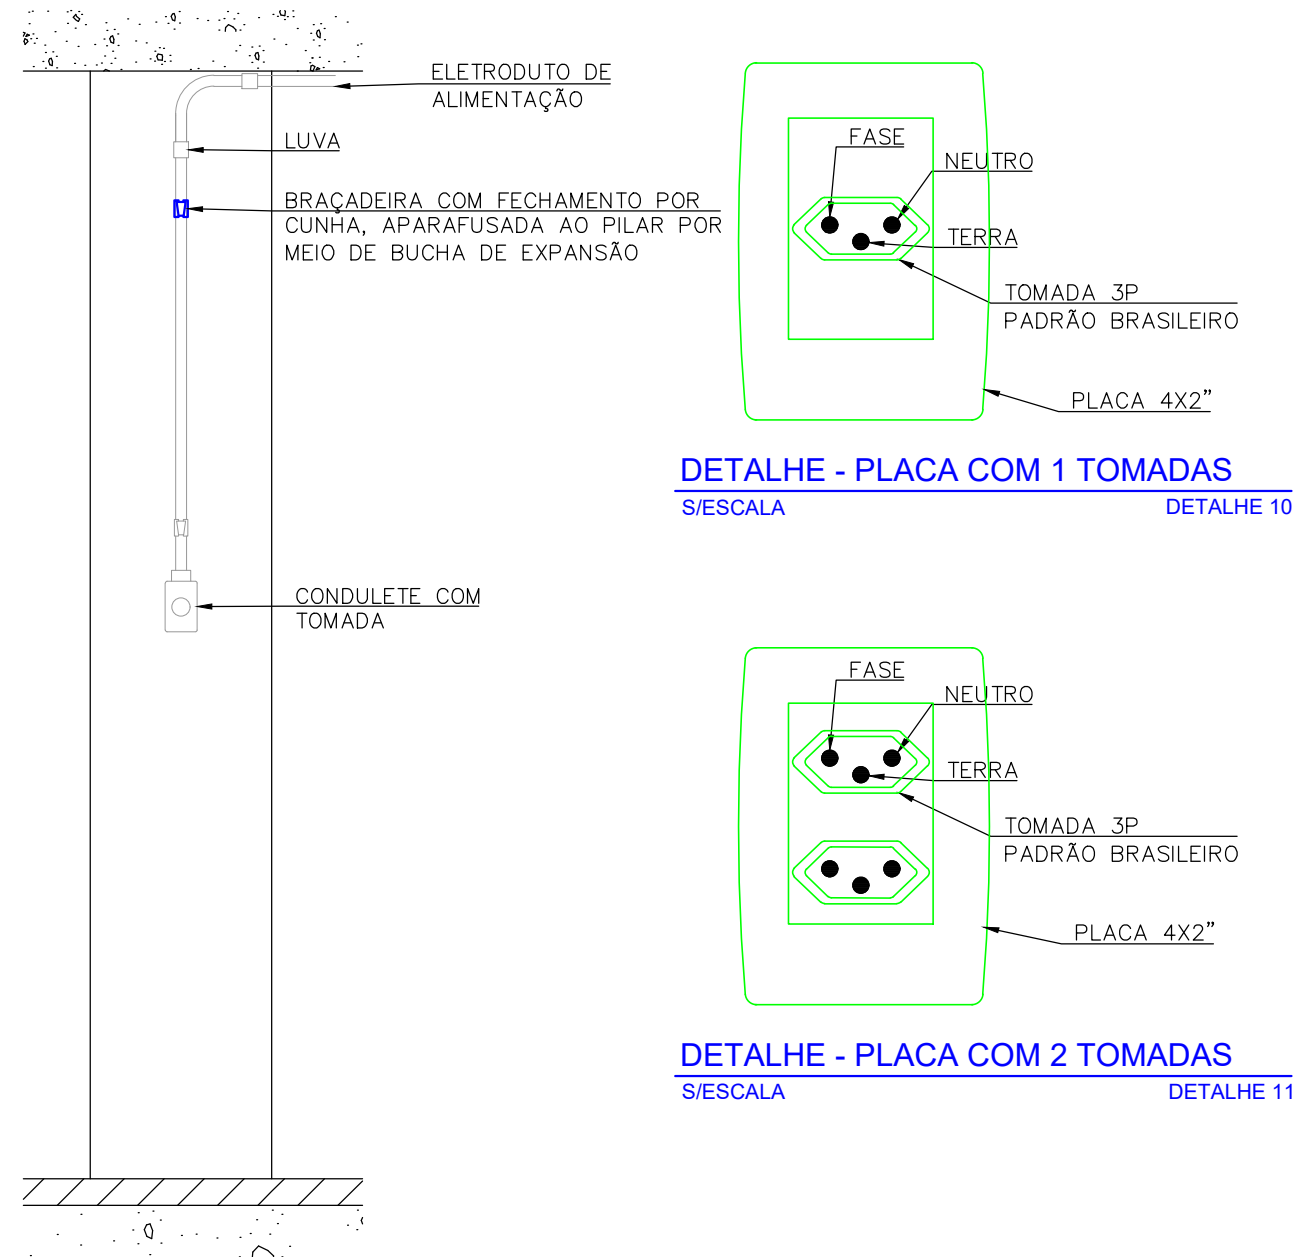 ELETRODUTO DE
ALIMENTAÇÃO
LUVA
BRAÇADEIRA COM FECHAMENTO POR
CUNHA, APARAFUSADA AO PILAR POR
MEIO DE BUCHA DE EXPANSÃO
CONDULETE COM
TOMADA
FASE
NEUTRO
TERRA
TOMADA 3P
PADRÃO BRASILEIRO
PLACA 4X2”
DETALHE - PLACA COM 1 TOMADAS
S/ESCALA
DETALHE 10
FASE
NEUTRO
TERRA
TOMADA 3P
PADRÃO BRASILEIRO
PLACA 4X2”
DETALHE - PLACA COM 2 TOMADAS
S/ESCALA
DETALHE 11